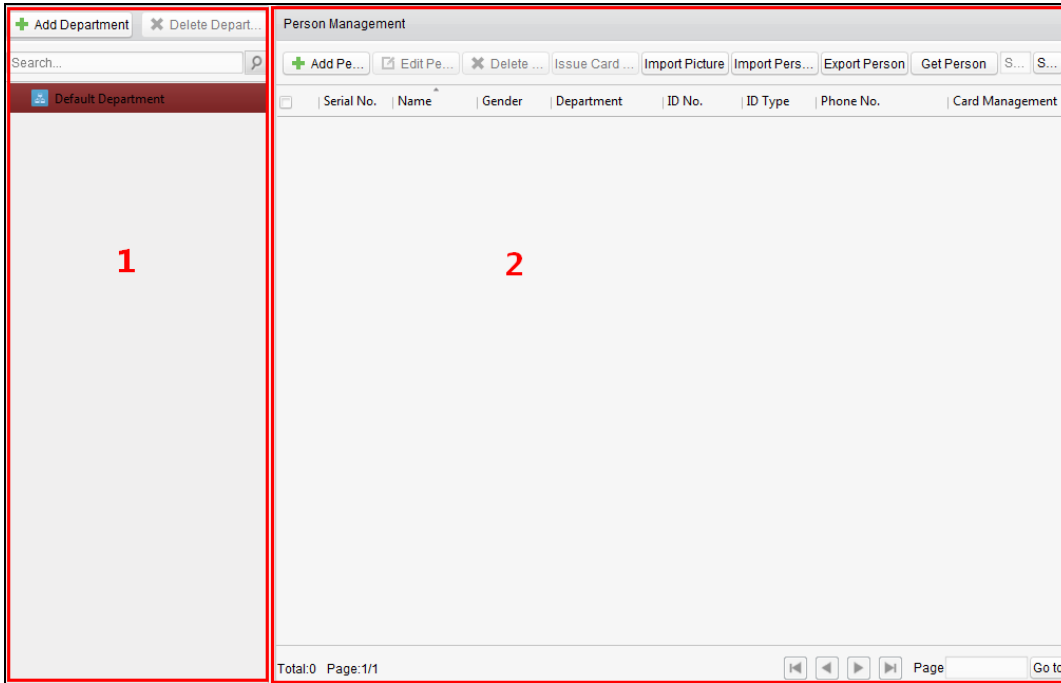 Add Department Delete Depart...
Search...
Default Department
1
Person Management
Add Pe... Edit Pe... Delete ... Issue Card ... Import Picture Import Pers... Export Person Get Person S... S...
Serial No. Name Gender Department ID No. ID Type Phone No. Card Management
2
Total:0 Page:1/1 Page Go to